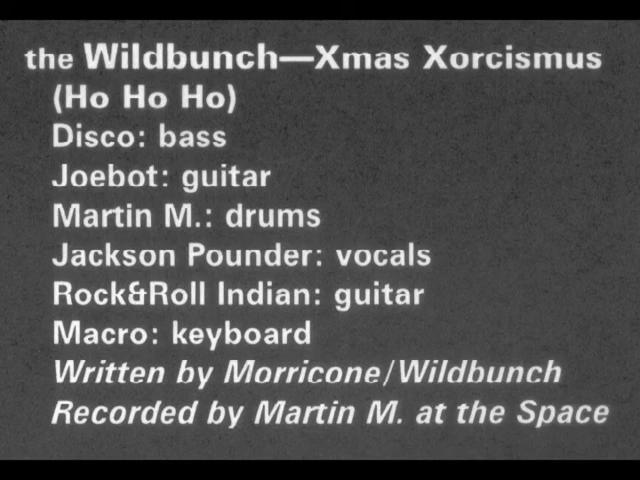 the Wildbunch—Xmas Xorcismus
(Ho Ho Ho)
Disco: bass
Joebot: guitar
Martin M.: drums
Jackson Pounder: vocals
Rock&Roll Indian: guitar
Macro: keyboard
Written by Morricone/Wildbunch
Recorded by Martin M. at the Space